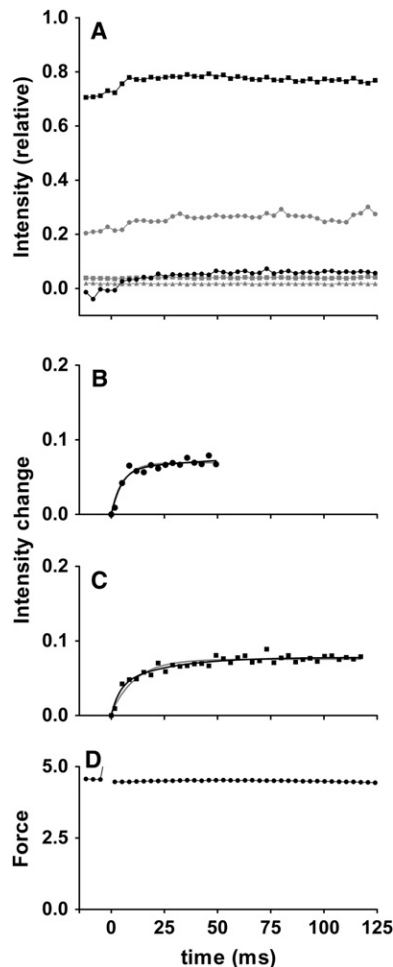 A
Intensity (relative)
1.0
0.8
0.6
0.4
0.2
0.0
B
0.2
0.1
0.0
Intensity change
C
0.2
0.1
0.0
D
Force
5.0
2.5
0.0
0 25 50 75 100 125
time (ms)